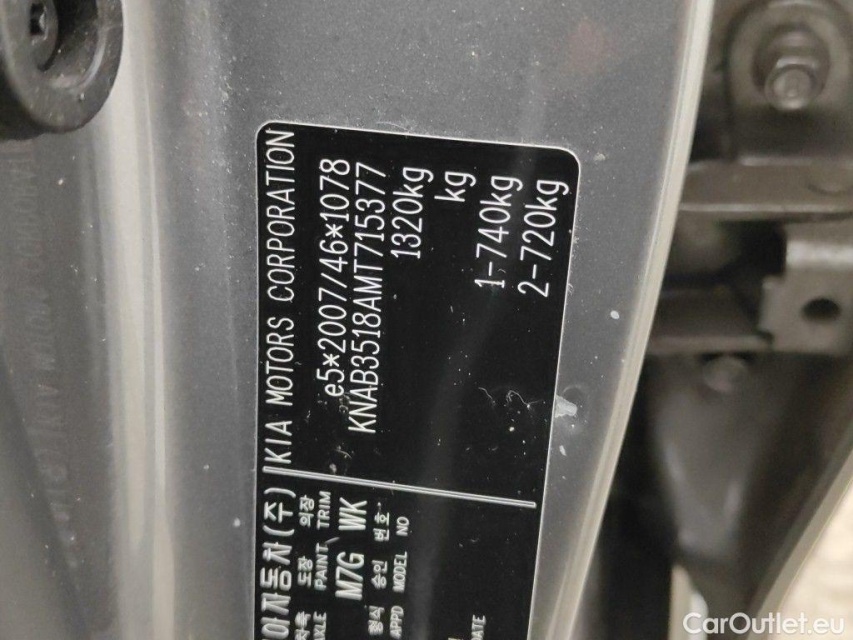 KIA MOTORS CORPORATION
e5*2007/46*1078
KNAB3518AMT715377
1320kg
kg
1-740kg
2-720kg
아자동차(주)
도장 외장
PAINT TRIM
M7G WK
형식 승인 번호
APPD MODEL NO
CarOutlet.eu